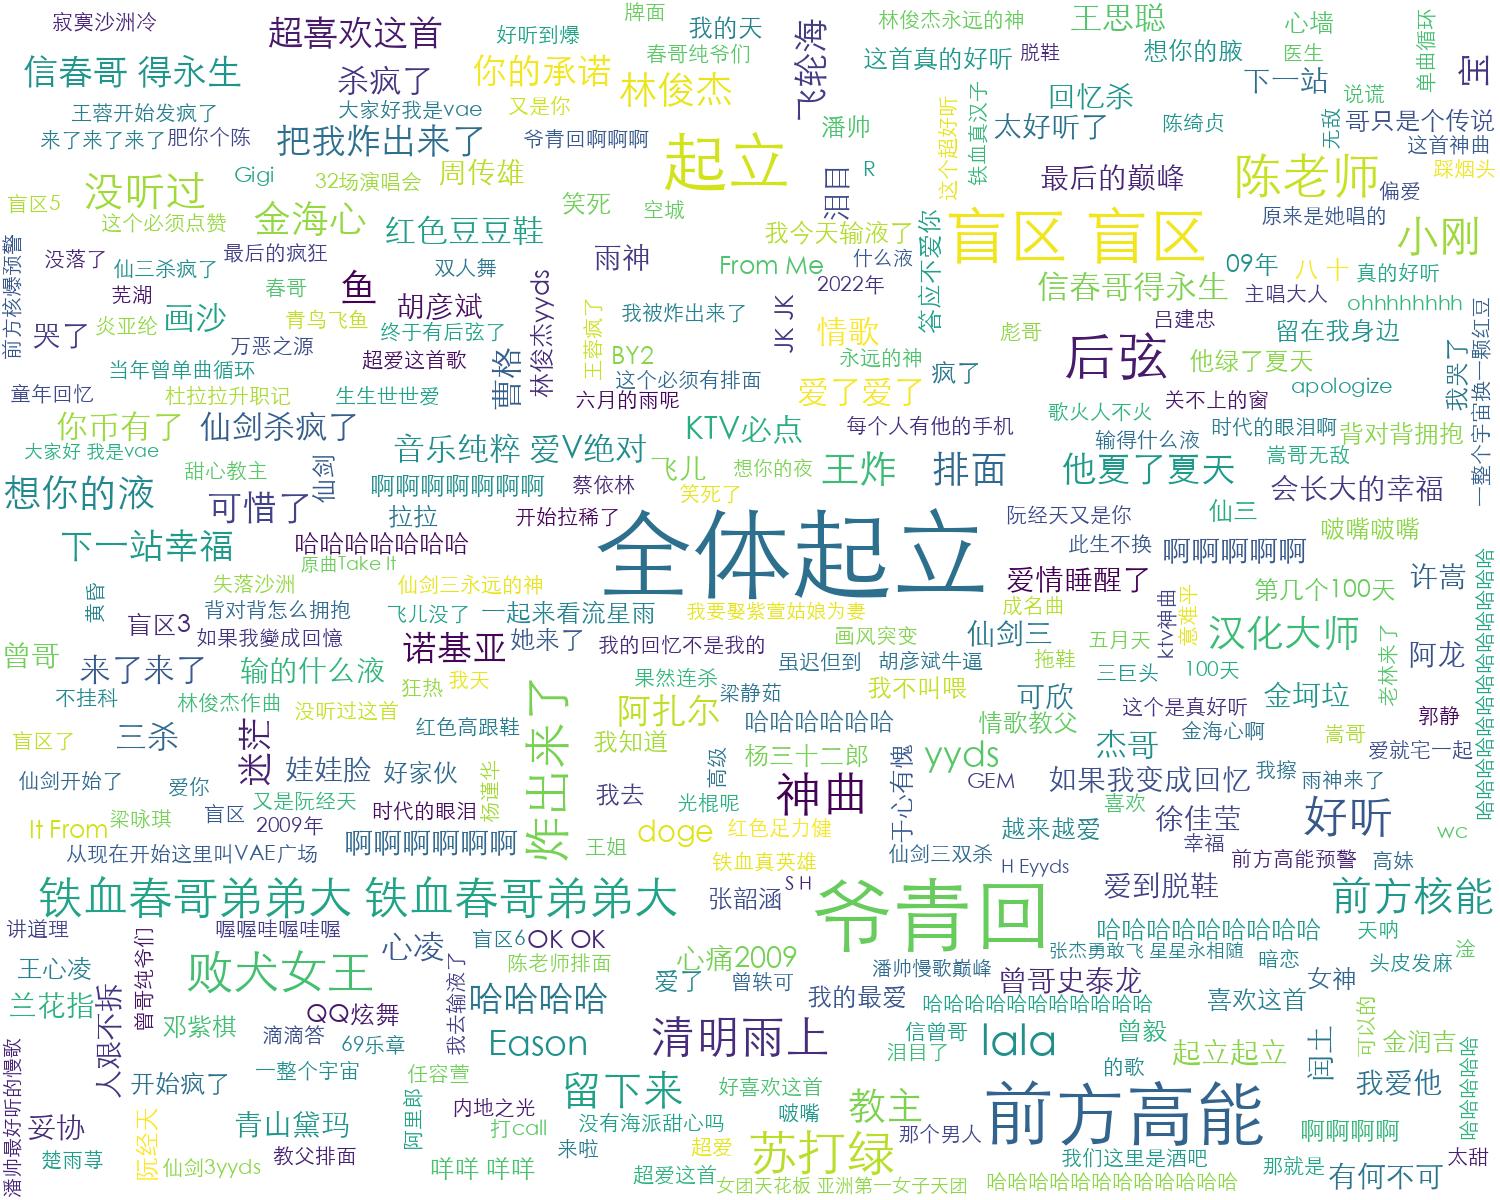 寂寞沙洲冷
超喜欢这首
好听到爆
牌面
我的天
林俊杰永远的神
王思聪
心墙
单曲循环
信春哥 得永生
杀疯了
你的承诺
春哥纯爷们
林俊杰
飞轮海
这首真的好听
脱鞋
想你的腋
医生
下一站
宝
王蓉开始发疯了
大家好我是vae
又是你
回忆杀
说谎
来了来了来了
肥你个陈
把我炸出来了
爷青回啊啊啊
起立
潘帅
这个超好听
铁血真汉子
太好听了
陈绮贞
无敌
哥只是个传说
这首神曲
盲区5
没听过
Gigi
32场演唱会
周传雄
笑死
空城
泪目
R
最后的巅峰
陈老师
偏爱
踩烟头
这个必须点赞
金海心
红色豆豆鞋
我今天输液了
答应不爱你
盲区 盲区
原来是她唱的
小刚
前方核爆预警
没落了
仙三杀疯了
最后的疯狂
双人舞
雨神
From Me
什么液
信春哥得永生
09年
八 十
真的好听
芜湖
春哥
鱼
胡彦斌
林俊杰yyds
2022年
主唱大人
ohhhhhhhh
哭了
炎亚纶
画沙
青鸟飞鱼
终于有后弦了
王蓉疯了
我被炸出来了
JK JK
情歌
彪哥
吕建忠
留在我身边
一整个宇宙换一颗红豆
万恶之源
超爱这首歌
曹格
BY2
永远的神
后弦
他绿了夏天
我哭了
当年曾单曲循环
这个必须有排面
疯了
童年回忆
杜拉拉升职记
生生世世爱
六月的雨呢
爱了爱了
apologize
你币有了
仙剑杀疯了
音乐纯粹 爱V绝对
KTV必点
每个人有他的手机
歌火人不火
关不上的窗
时代的眼泪啊
背对背拥抱
大家好 我是vae
甜心教主
仙剑
飞儿
想你的夜
王炸
排面
输得什么液
他夏了夏天
嵩哥无敌
想你的液
可惜了
啊啊啊啊啊啊啊
蔡依林
笑死了
会长大的幸福
拉拉
开始拉稀了
全体起立
阮经天又是你
仙三
啵嘴啵嘴
下一站幸福
哈哈哈哈哈哈哈
原曲Take It
此生不换
啊啊啊啊啊
哈哈哈哈哈哈哈哈哈哈哈哈哈
黄昏
失落沙洲
仙剑三永远的神
爱情睡醒了
第几个100天
许嵩
盲区3
背对背怎么拥抱
飞儿没了
一起来看流星雨
我要娶紫萱姑娘为妻
成名曲
ktv神曲
意难平
曾哥
如果我變成回憶
诺基亚
她来了
我的回忆不是我的
画风突变
仙剑三
五月天
汉化大师
老林来了
阿龙
来了来了
输的什么液
狂热
我天
果然连杀
虽迟但到
胡彦斌牛逼
拖鞋
三巨头
100天
不挂科
林俊杰作曲
没听过这首
炸出来了
梁静茹
我不叫喂
可欣
这个是真好听
金坷垃
郭静
盲区了
三杀
迷茫
红色高跟鞋
阿扎尔
哈哈哈哈哈哈
情歌教父
金海心啊
嵩哥
我知道
爱就宅一起
仙剑开始了
爱你
娃娃脸
好家伙
杨谨华
高级
杨三十二郎
于心有愧
yyds
杰哥
如果我变成回忆
我擦
雨神来了
又是阮经天
我去
光棍呢
神曲
GEM
喜欢
It From
梁咏琪
盲区
2009年
时代的眼泪
doge
红色足力健
越来越爱
徐佳莹
好听
wc
从现在开始这里叫VAE广场
啊啊啊啊啊啊
王姐
铁血真英雄
仙剑三双杀
H Eyyds
幸福
前方高能预警
高妹
铁血春哥弟弟大 铁血春哥弟弟大
张韶涵
S H
爷青回
爱到脱鞋
前方核能
讲道理
曾哥纯爷们
喔喔哇喔哇喔
心凌
盲区6
OK OK
心痛2009
哈哈哈哈哈哈哈哈
天呐
王心凌
人艰不拆
败犬女王
我去输液了
陈老师排面
爱了
曾轶可
潘帅慢歌巅峰
张杰勇敢飞 星星永相随
暗恋
女神
头皮发麻
淦
兰花指
QQ炫舞
哈哈哈哈
我的最爱
曾哥史泰龙
喜欢这首
邓紫棋
滴滴答
69乐章
Eason
清明雨上
信曾哥
哈哈哈哈哈哈哈哈哈哈哈
lala
曾毅
闰土
可以的
金润吉
潘帅最好听的慢歌
开始疯了
一整个宇宙
任容萱
泪目了
起立起立
哈哈哈哈哈哈
留下来
好喜欢这首
的歌
我爱他
妥协
阮经天
青山黛玛
阿里郎
内地之光
打call
没有海派甜心吗
啵嘴
教主
那个男人
前方高能
啊啊啊啊
楚雨荨
仙剑3yyds
教父排面
咩咩 咩咩
来啦
超爱
苏打绿
我们这里是酒吧
那就是
太甜
超爱这首
女团天花板 亚洲第一女子天团
哈哈哈哈哈哈哈哈哈哈哈哈
有何不可